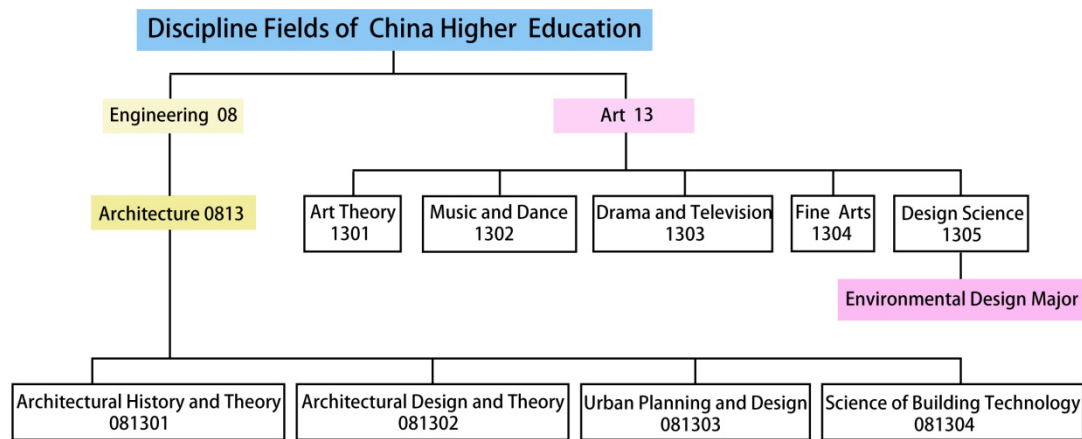 Discipline Fields of China Higher Education
Engineering 08
Art 13
Architecture 0813
Art Theory
1301
Music and Dance
1302
Drama and Television
1303
Fine Arts
1304
Design Science
1305
Environmental Design Major
Architectural History and Theory
081301
Architectural Design and Theory
081302
Urban Planning and Design
081303
Science of Building Technology
081304